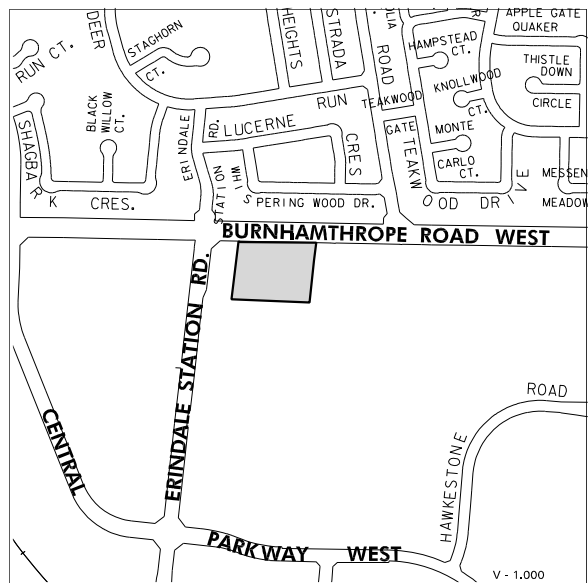 APPLE GATE
QUAKER
DEER
STAGHORN
CT.
HEIGHTS
STRADA
OLIA
ROAD
HAMPSTEAD
CT.
THISTLE
DOWN
RUN CT.
KNOLLWOOD
CT.
CIRCLE
BLACK
WILLOW
CT.
RUN
TEAKWOOD
GATE
LUCERNE
CRES
MONTE
CARLO
CT.
SHAGBARK
CRES.
ERINDALE
STATION
RD.
WHISPERING WOOD DR.
TEAKWOOD DRIVE
MESSEN
MEADOW
BURNHAMTHROPE ROAD WEST
ERINDALE STATION RD.
CENTRAL
PARKWAY WEST
HAWKESTONE
ROAD
V - 1.000